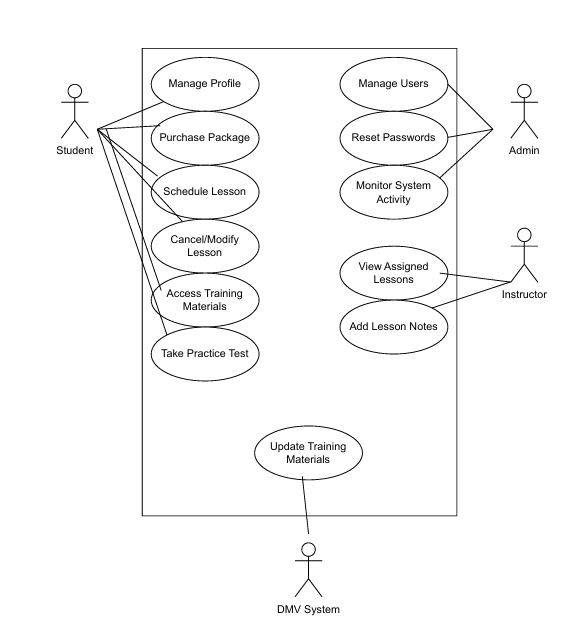 Manage Profile
Purchase Package
Schedule Lesson
Cancel/Modify
Lesson
Access Training
Materials
Take Practice Test
Student
Manage Users
Reset Passwords
Monitor System
Activity
Admin
View Assigned
Lessons
Add Lesson Notes
Instructor
Update Training
Materials
DMV System